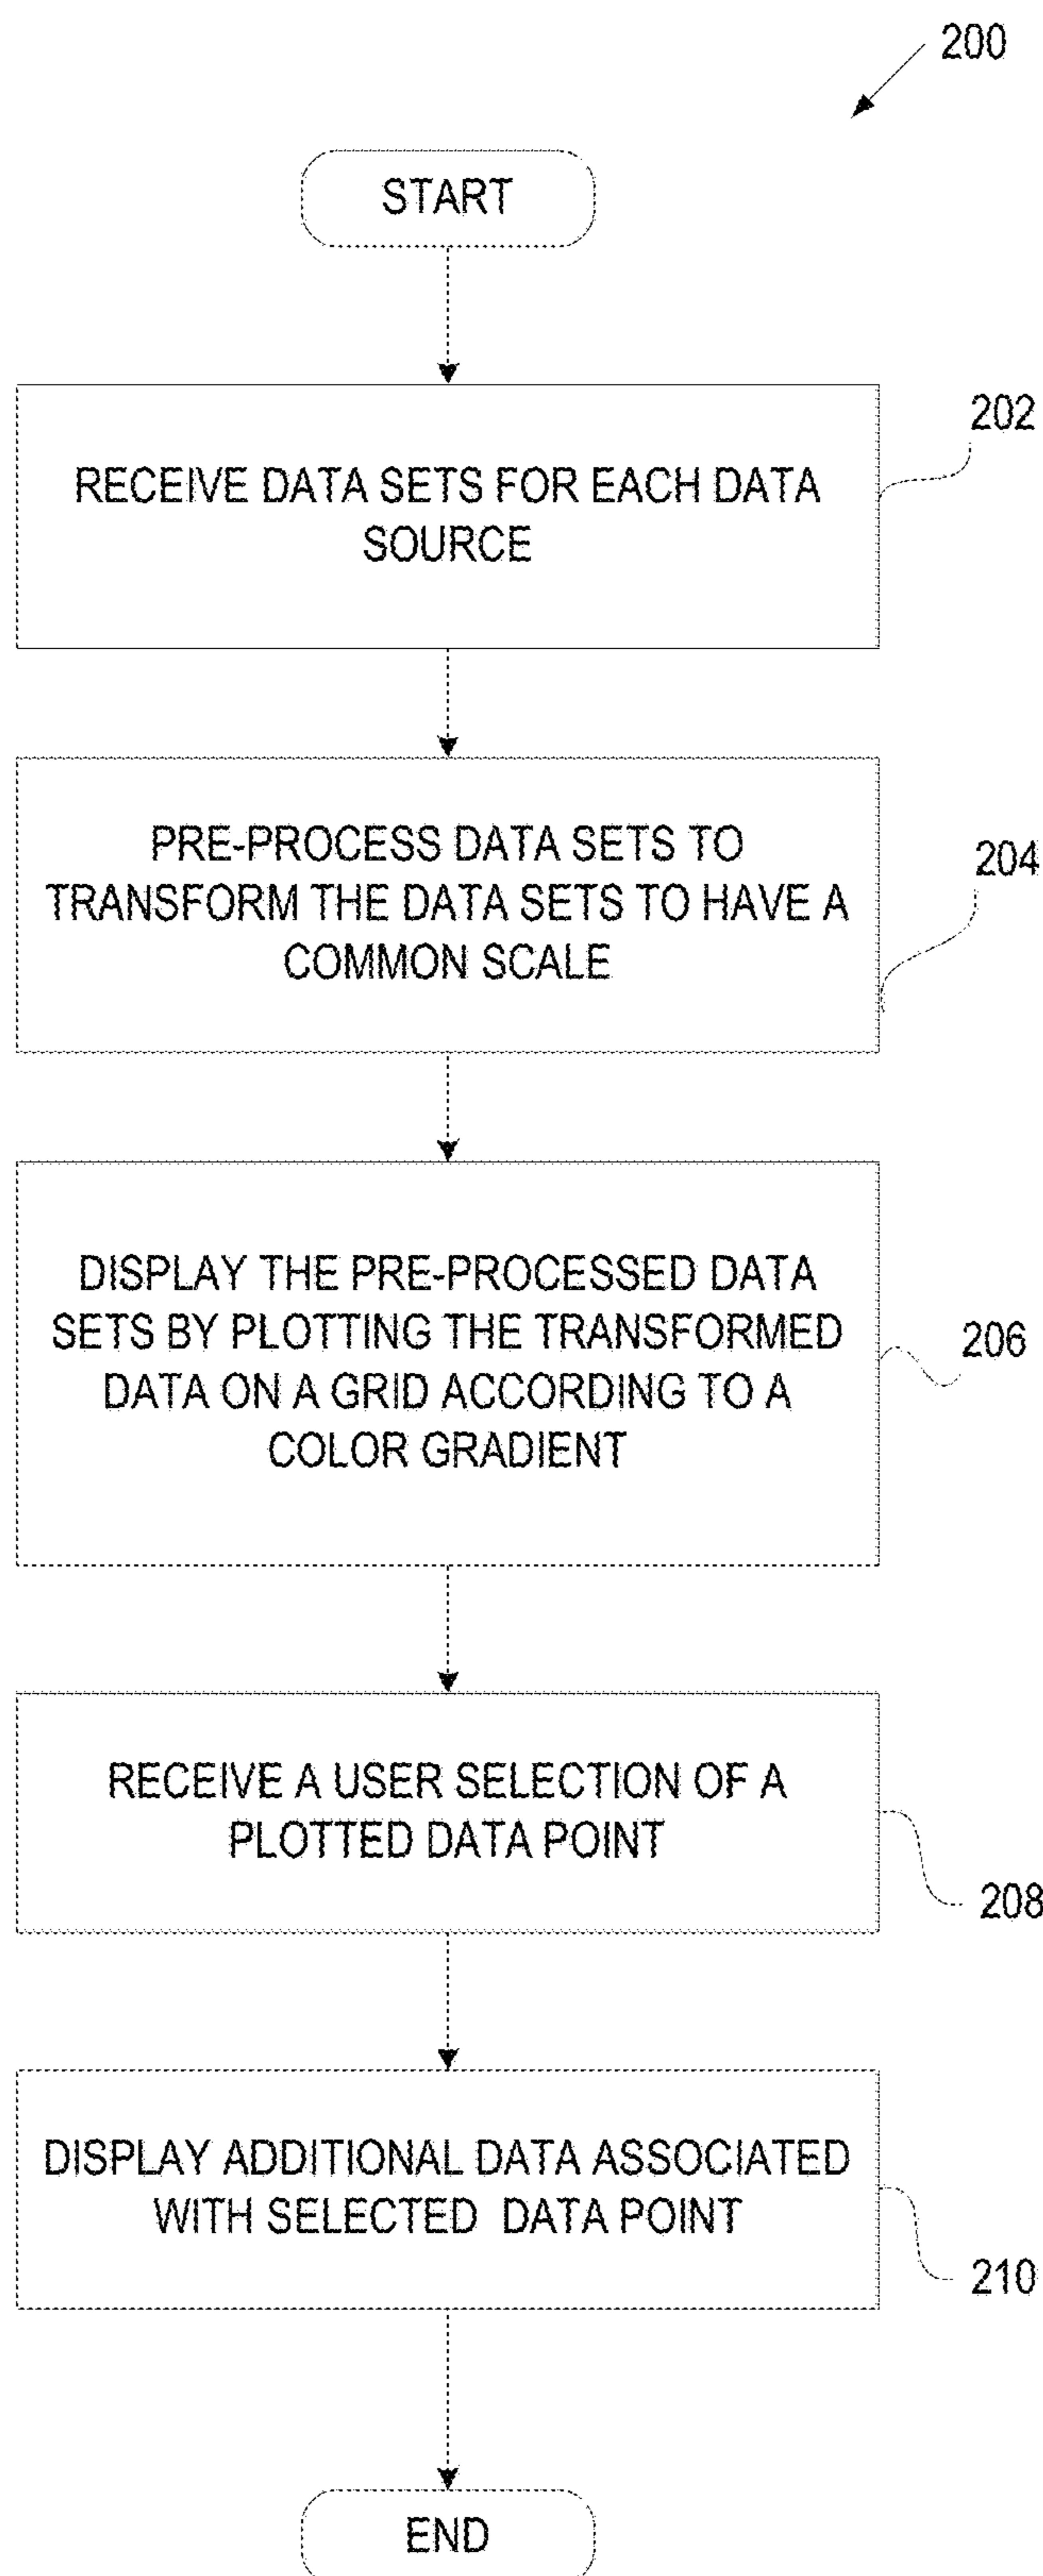 200
START
RECEIVE DATA SETS FOR EACH DATA
SOURCE
202
PRE-PROCESS DATA SETS TO
TRANSFORM THE DATA SETS TO HAVE A
COMMON SCALE
204
DISPLAY THE PRE-PROCESSED DATA
SETS BY PLOTTING THE TRANSFORMED
DATA ON A GRID ACCORDING TO A
COLOR GRADIENT
206
RECEIVE A USER SELECTION OF A
PLOTTED DATA POINT
208
DISPLAY ADDITIONAL DATA ASSOCIATED
WITH SELECTED DATA POINT
210
END